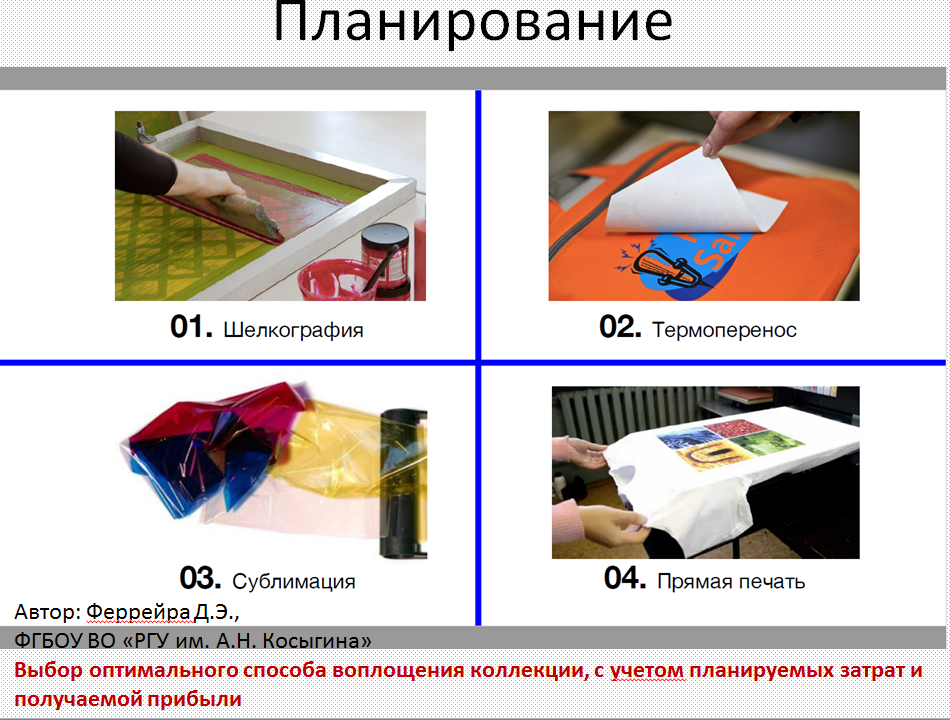 Планирование
01. Шелкография
02. Термоперенос
03. Сублимация
04. Прямая печать
Автор: Феррейра Д.Э.,
ФГБОУ ВО «РГУ им. А.Н. Косыгина»
Выбор оптимального способа воплощения коллекции, с учетом планируемых затрат и
получаемой прибыли